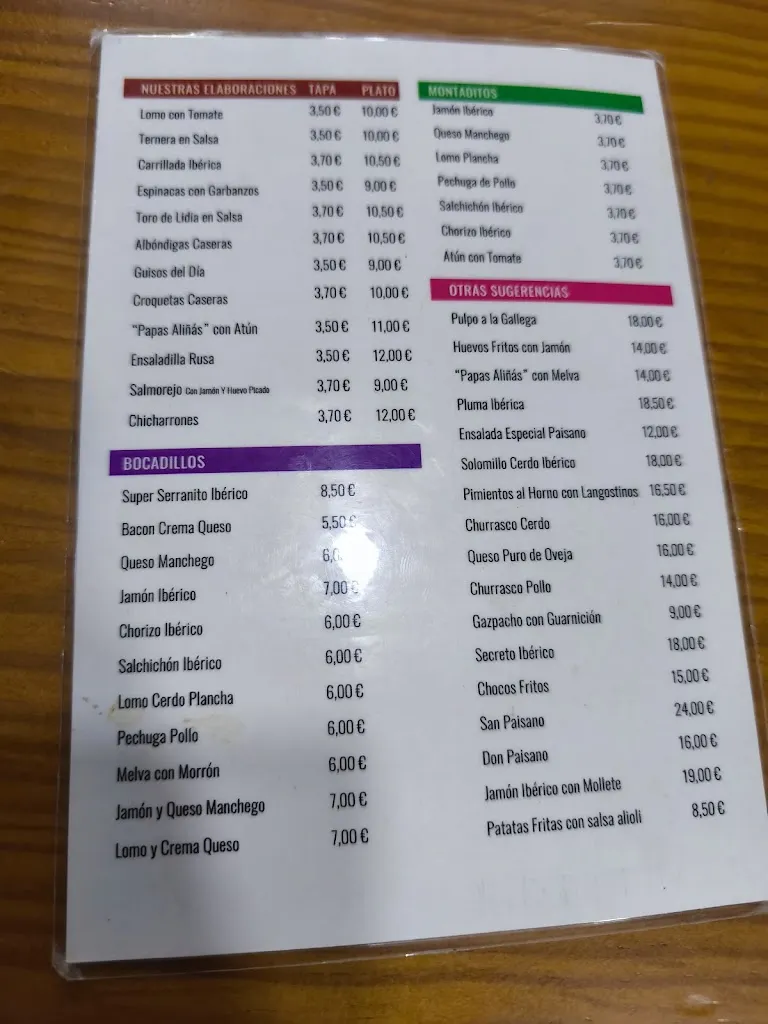 NUESTRAS ELABORACIONES TAPA PLATO
Lomo con Tomate 3,50 € 10,00 €
Ternera en Salsa 3,50 € 10,00 €
Carrillada Ibérica 3,70 € 10,50 €
Espinacas con Garbanzos 3,50 € 9,00 €
Toro de Lidia en Salsa 3,70 € 10,50 €
Albóndigas Caseras 3,70 € 10,50 €
Guisos del Día 3,50 € 9,00 €
Croquetas Caseras 3,70 € 10,00 €
“Papas Aliñás” con Atún 3,50 € 11,00 €
Ensaladilla Rusa 3,50 € 12,00 €
Salmorejo Con Jamón Y Huevo Picado 3,70 € 9,00 €
Chicharrones 3,70 € 12,00 €
BOCADILLOS
Super Serranito Ibérico 8,50 €
Bacon Crema Queso 5,50 €
Queso Manchego
Jamón Ibérico 7,00 €
Chorizo Ibérico 6,00 €
Salchichón Ibérico 6,00 €
Lomo Cerdo Plancha 6,00 €
Pechuga Pollo 6,00 €
Melva con Morrón 6,00 €
Jamón y Queso Manchego 7,00 €
Lomo y Crema Queso 7,00 €
MONTADITOS
Jamón Ibérico 3,70 €
Queso Manchego 3,70 €
Lomo Plancha 3,70 €
Pechuga de Pollo 3,70 €
Salchichón Ibérico 3,70 €
Chorizo Ibérico 3,70 €
Atún con Tomate 3,70 €
OTRAS SUGERENCIAS
Pulpo a la Gallega 18,00 €
Huevos Fritos con Jamón 14,00 €
“Papas Aliñás” con Melva 14,00 €
Pluma Ibérica 18,50 €
Ensalada Especial Paisano 12,00 €
Solomillo Cerdo Ibérico 18,00 €
Pimientos al Horno con Langostinos 16,50 €
Churrasco Cerdo 16,00 €
Queso Puro de Oveja 16,00 €
Churrasco Pollo 14,00 €
Gazpacho con Guarnición 9,00 €
Secreto Ibérico 18,00 €
Chocos Fritos 15,00 €
San Paisano 24,00 €
Don Paisano 16,00 €
Jamón Ibérico con Mollete 19,00 €
Patatas Fritas con salsa alioli 8,50 €